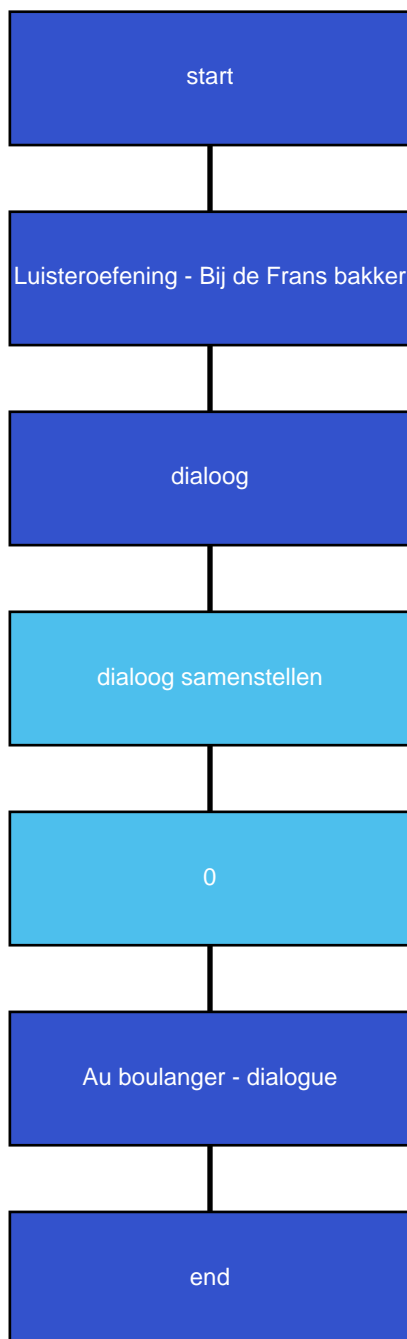 start
Luisteroefening - Bij de Frans bakker
dialoog
dialoog samenstellen
0
Au boulanger - dialogue
end